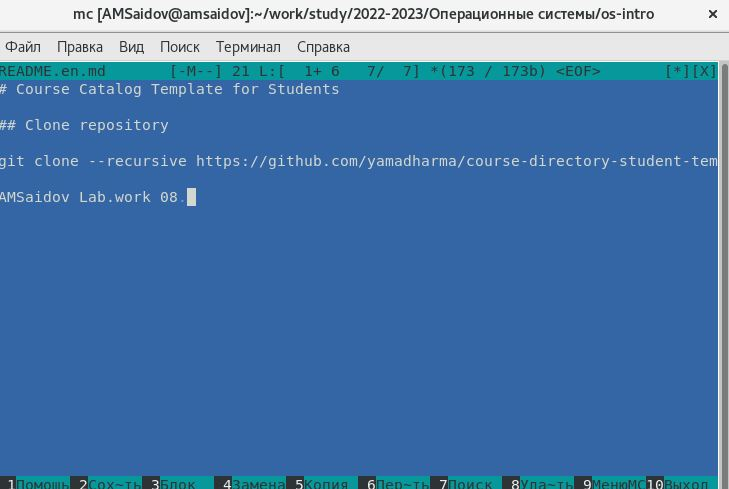 mc [AMSaidov@amsaidov]:~/work/study/2022-2023/Операционные системы/os-intro
Файл Правка Вид Поиск Терминал Справка
README.en.md [-M--] 21 L:[ 1+ 6 7/ 7] *(173 / 173b) <EOF> [*][X]
# Course Catalog Template for Students
## Clone repository
git clone --recursive https://github.com/yamadharma/course-directory-student-tem
AMSaidov Lab.work 08.
1Помощь 2Сох~ть 3Блок 4Замена 5Копия 6Пер~ть 7Поиск 8Уда~ть 9МенюMC 10Выход